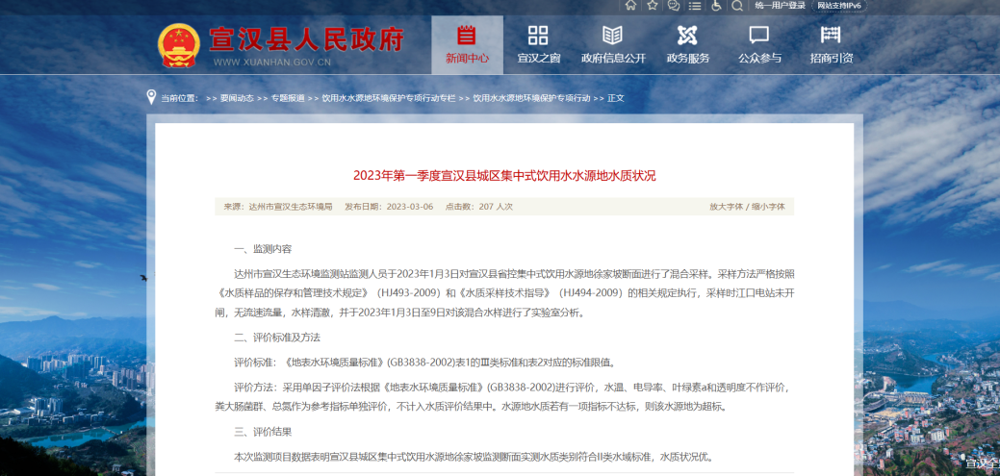 统一用户登录 网站支持IPv6
宣汉县人民政府
WWW.XUANHAN.GOV.CN
新闻中心 宣汉之窗 政府信息公开 政务服务 公众参与 招商引资
当前位置： >> 要闻动态 >> 专题报道 >> 饮用水水源地环境保护专项行动专栏 >> 饮用水水源地环境保护专项行动 >> 正文
2023年第一季度宣汉县城区集中式饮用水水源地水质状况
来源：达州市宣汉生态环境局 发布日期：2023-03-06 点击数：207 人次 放大字体 / 缩小字体
一、监测内容
达州市宣汉生态环境监测站监测人员于2023年1月3日对宣汉县省控集中式饮用水源地徐家坡断面进行了混合采样。采样方法严格按照
《水质样品的保存和管理技术规定》（HJ493-2009）和《水质采样技术指导》（HJ494-2009）的相关规定执行，采样时江口电站未开
闸，无流速流量，水样清澈，并于2023年1月3日至9日对该混合水样进行了实验室分析。
二、评价标准及方法
评价标准：《地表水环境质量标准》(GB3838-2002)表1的Ⅲ类标准和表2对应的标准限值。
评价方法：采用单因子评价法根据《地表水环境质量标准》(GB3838-2002)进行评价，水温、电导率、叶绿素a和透明度不作评价，
粪大肠菌群、总氮作为参考指标单独评价，不计入水质评价结果中。水源地水质若有一项指标不达标，则该水源地为超标。
三、评价结果
本次监测项目数据表明宣汉县城区集中式饮用水源地徐家坡监测断面实测水质类别符合II类水域标准，水质状况优。